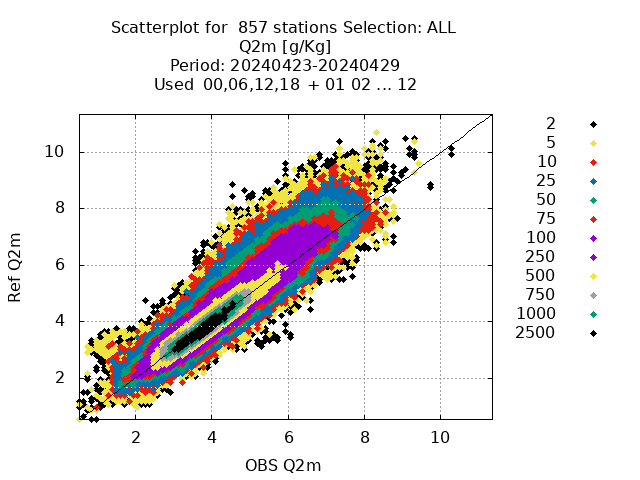 Scatterplot for  857 stations Selection: ALL
Q2m [g/Kg]
Period: 20240423-20240429
Used  00,06,12,18  + 01 02 ... 12
2
5
10
25
50
75
100
250
500
750
1000
2500
10
8
6
4
2
Ref Q2m
2 4 6 8 10
OBS Q2m